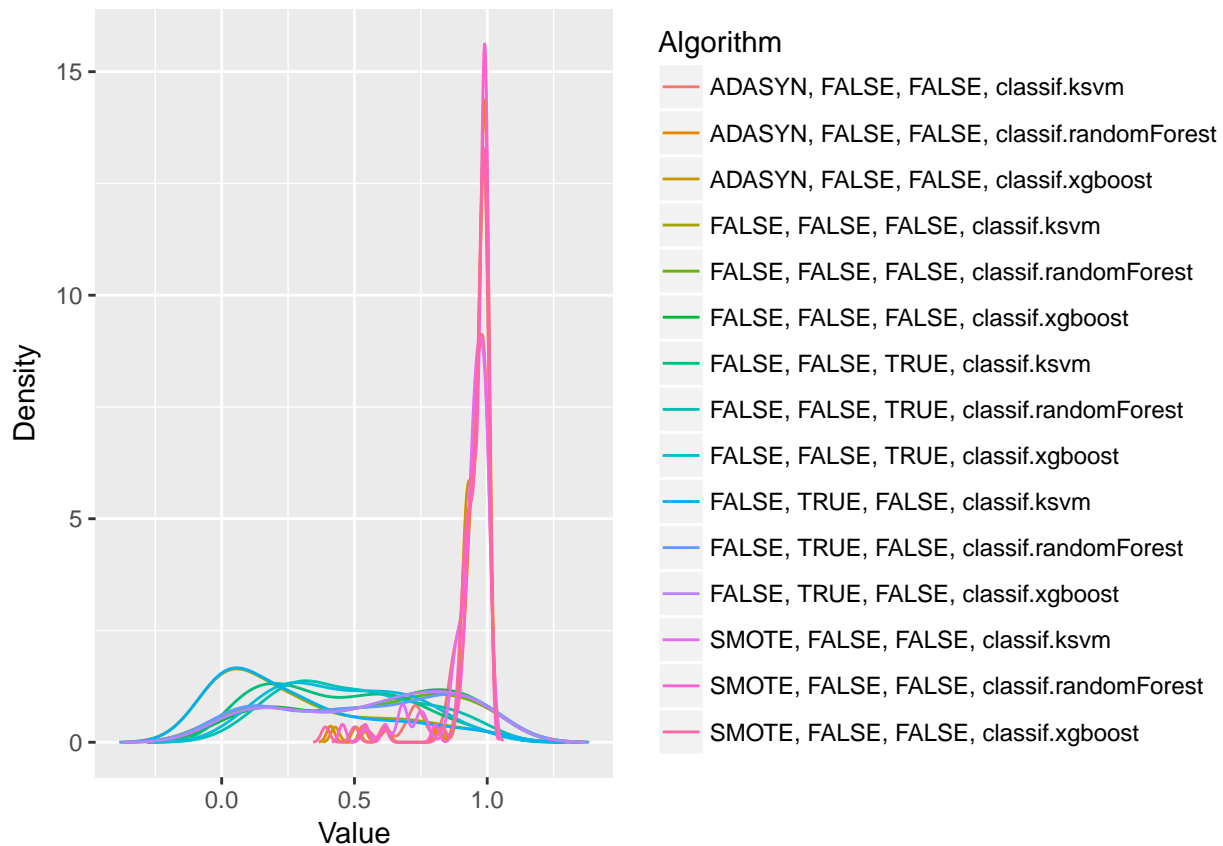 15
10
5
0
Density
0.0 0.5 1.0
Value
Algorithm
ADASYN, FALSE, FALSE, classif.ksvm
ADASYN, FALSE, FALSE, classif.randomForest
ADASYN, FALSE, FALSE, classif.xgboost
FALSE, FALSE, FALSE, classif.ksvm
FALSE, FALSE, FALSE, classif.randomForest
FALSE, FALSE, FALSE, classif.xgboost
FALSE, FALSE, TRUE, classif.ksvm
FALSE, FALSE, TRUE, classif.randomForest
FALSE, FALSE, TRUE, classif.xgboost
FALSE, TRUE, FALSE, classif.ksvm
FALSE, TRUE, FALSE, classif.randomForest
FALSE, TRUE, FALSE, classif.xgboost
SMOTE, FALSE, FALSE, classif.ksvm
SMOTE, FALSE, FALSE, classif.randomForest
SMOTE, FALSE, FALSE, classif.xgboost